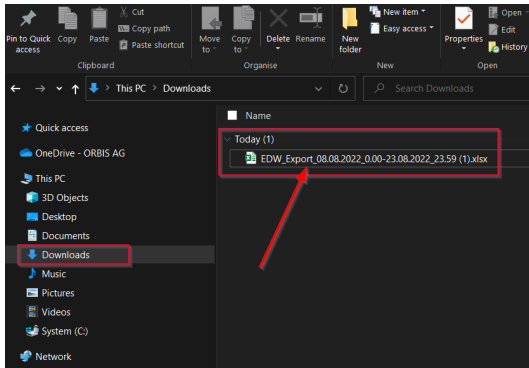 Cut
New item
Open
Copy path
Easy access
Edit
Pin to Quick access
Copy
Paste
Paste shortcut
Move to
Copy to
Delete
Rename
New folder
Properties
History
Clipboard
Organise
New
Open
This PC > Downloads
Search Downloads
Name
Quick access
Today (1)
OneDrive - ORBIS AG
EDW_Export_08.08.2022_0.00-23.08.2022_23.59 (1).xlsx
This PC
3D Objects
Desktop
Documents
Downloads
Music
Pictures
Videos
System (C:)
Network